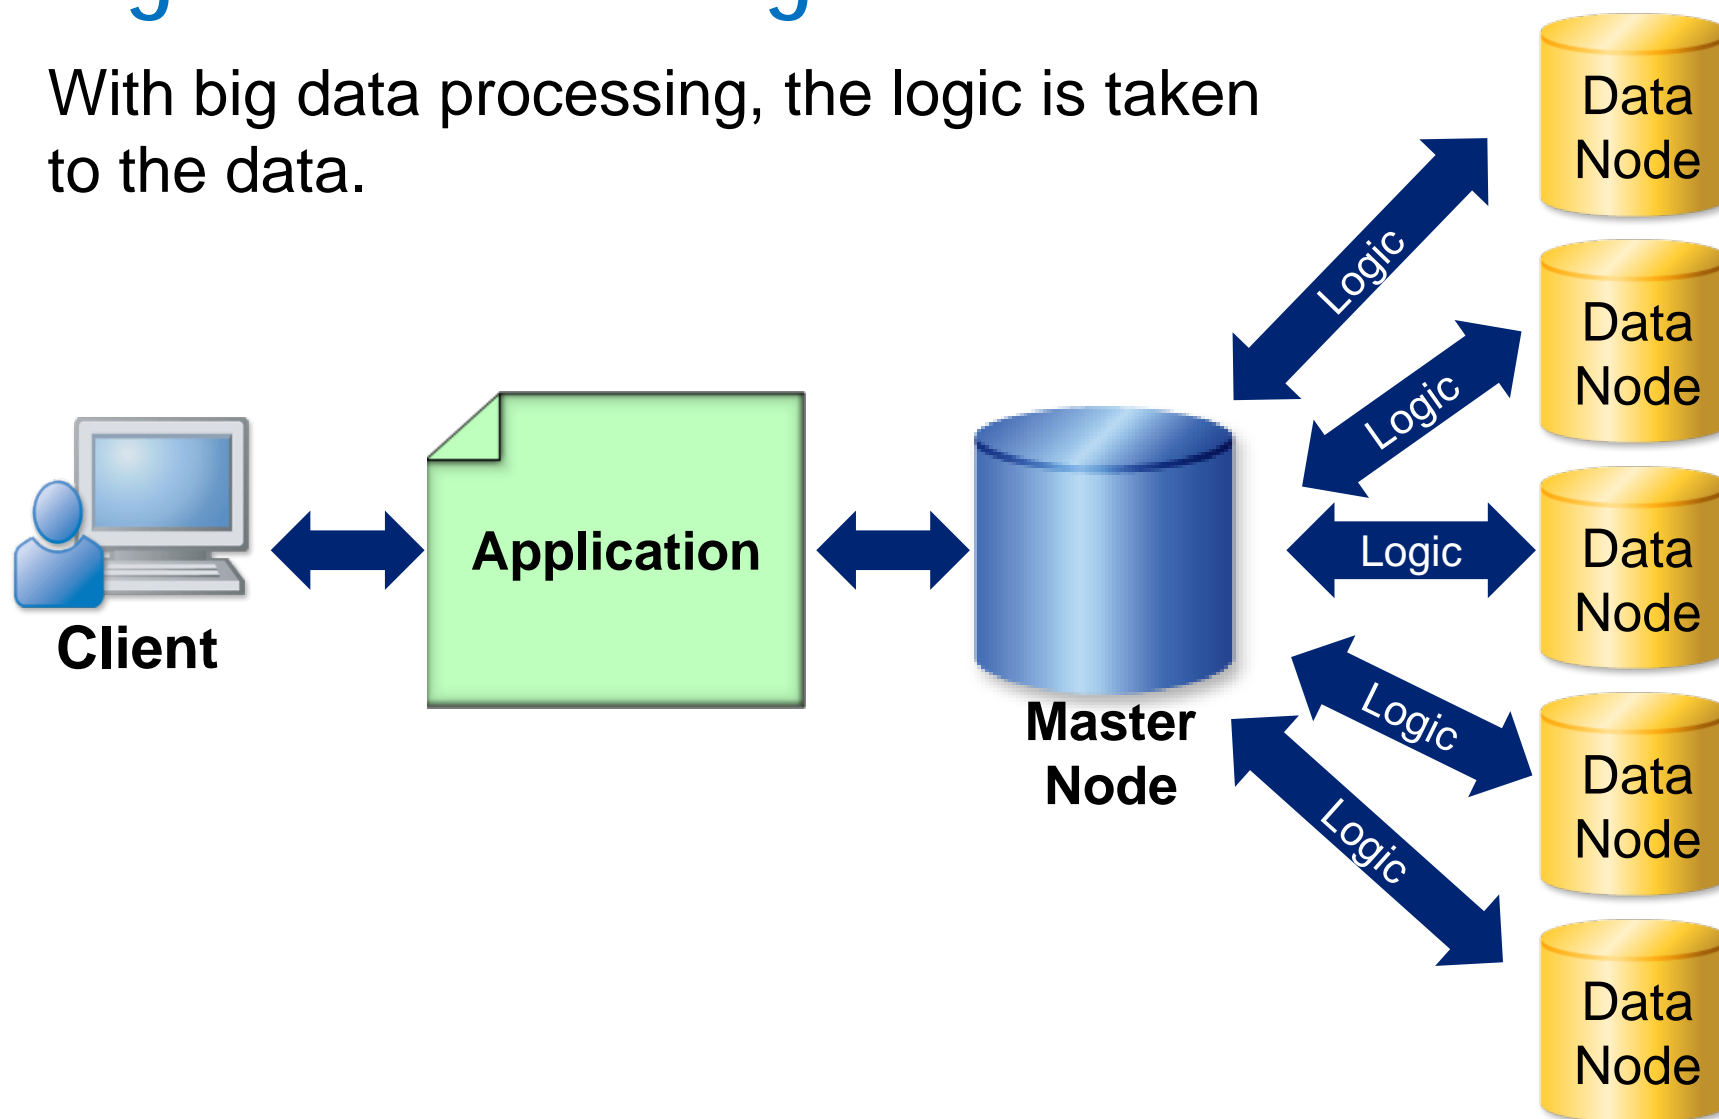 With big data processing, the logic is taken
to the data.
Data
Node
Logic
Data
Node
Logic
Client
Application
Master
Node
Logic
Data
Node
Logic
Data
Node
Logic
Data
Node